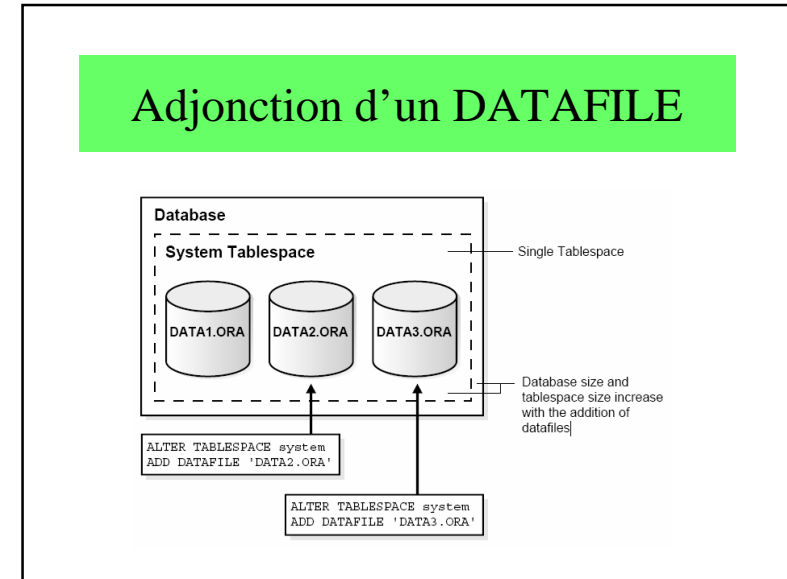 Adjonction d'un DATAFILE
Database
System Tablespace
Single Tablespace
DATA1.ORA
DATA2.ORA
DATA3.ORA
Database size and
tablespace size increase
with the addition of
datafiles
ALTER TABLESPACE system
ADD DATAFILE 'DATA2.ORA'
ALTER TABLESPACE system
ADD DATAFILE 'DATA3.ORA'